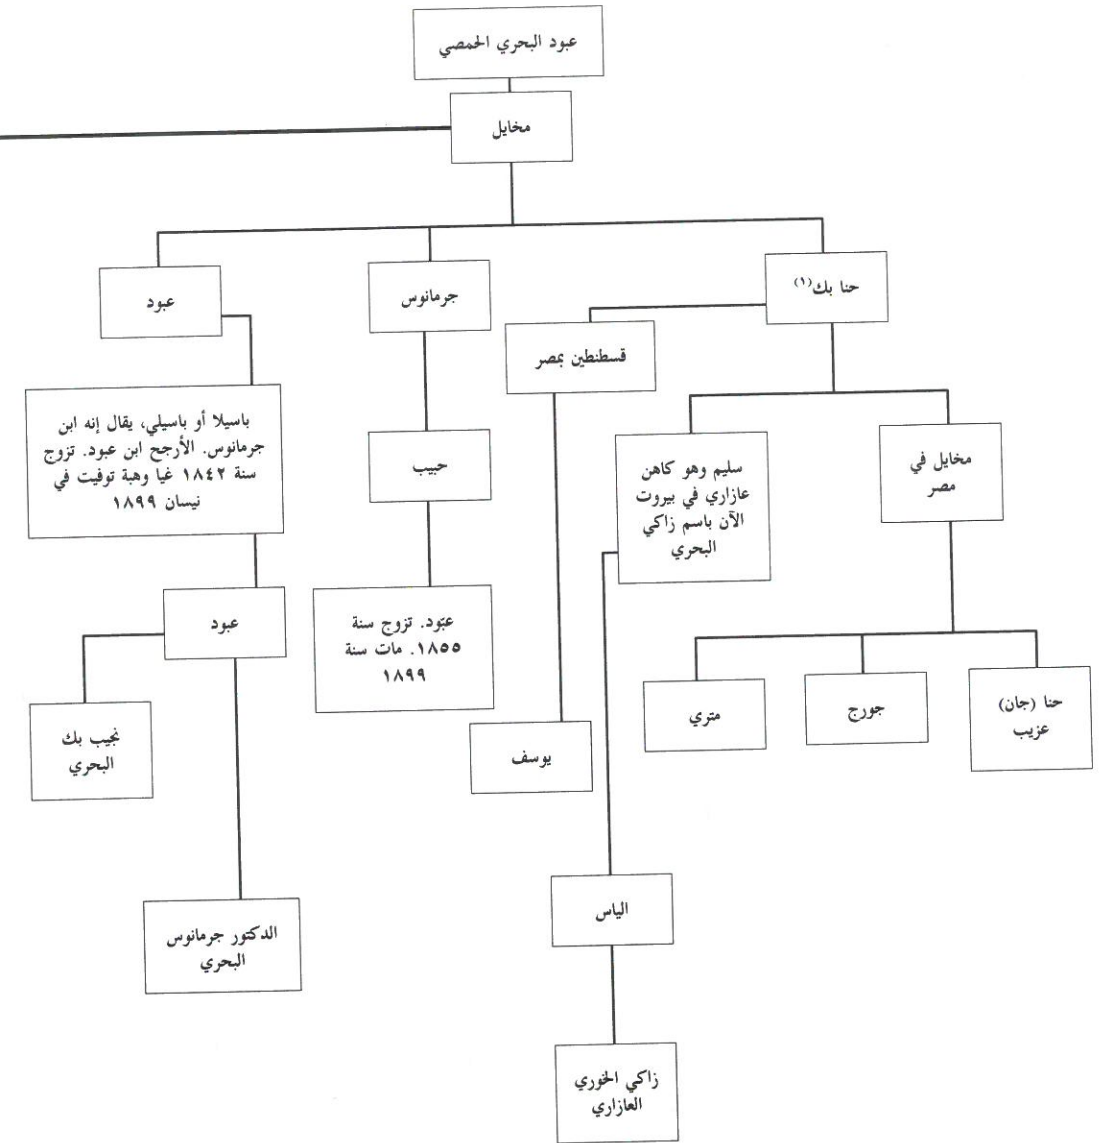 عبود البحري الحمصي
مخايل
حنا بك(١)
جرمانوس
عبود
قسطنطين بمصر
مخايل في
مصر
سليم وهو كاهن
عازاري في بيروت
الآن باسم زاكي
البحري
حبيب
باسيلا أو باسيلي، يقال إنه ابن
جرمانوس. الأرجح ابن عبود. تزوج
سنة ١٨٤٢ غيا وهبة توفيت في
نيسان ١٨٩٩
عبّود. تزوج سنة
١٨٥٥. مات سنة
١٨٩٩
عبود
حنا (جان)
عزيب
جورج
متري
يوسف
نجيب بك
البحري
الياس
الدكتور جرمانوس
البحري
زاكي الخوري
العازاري